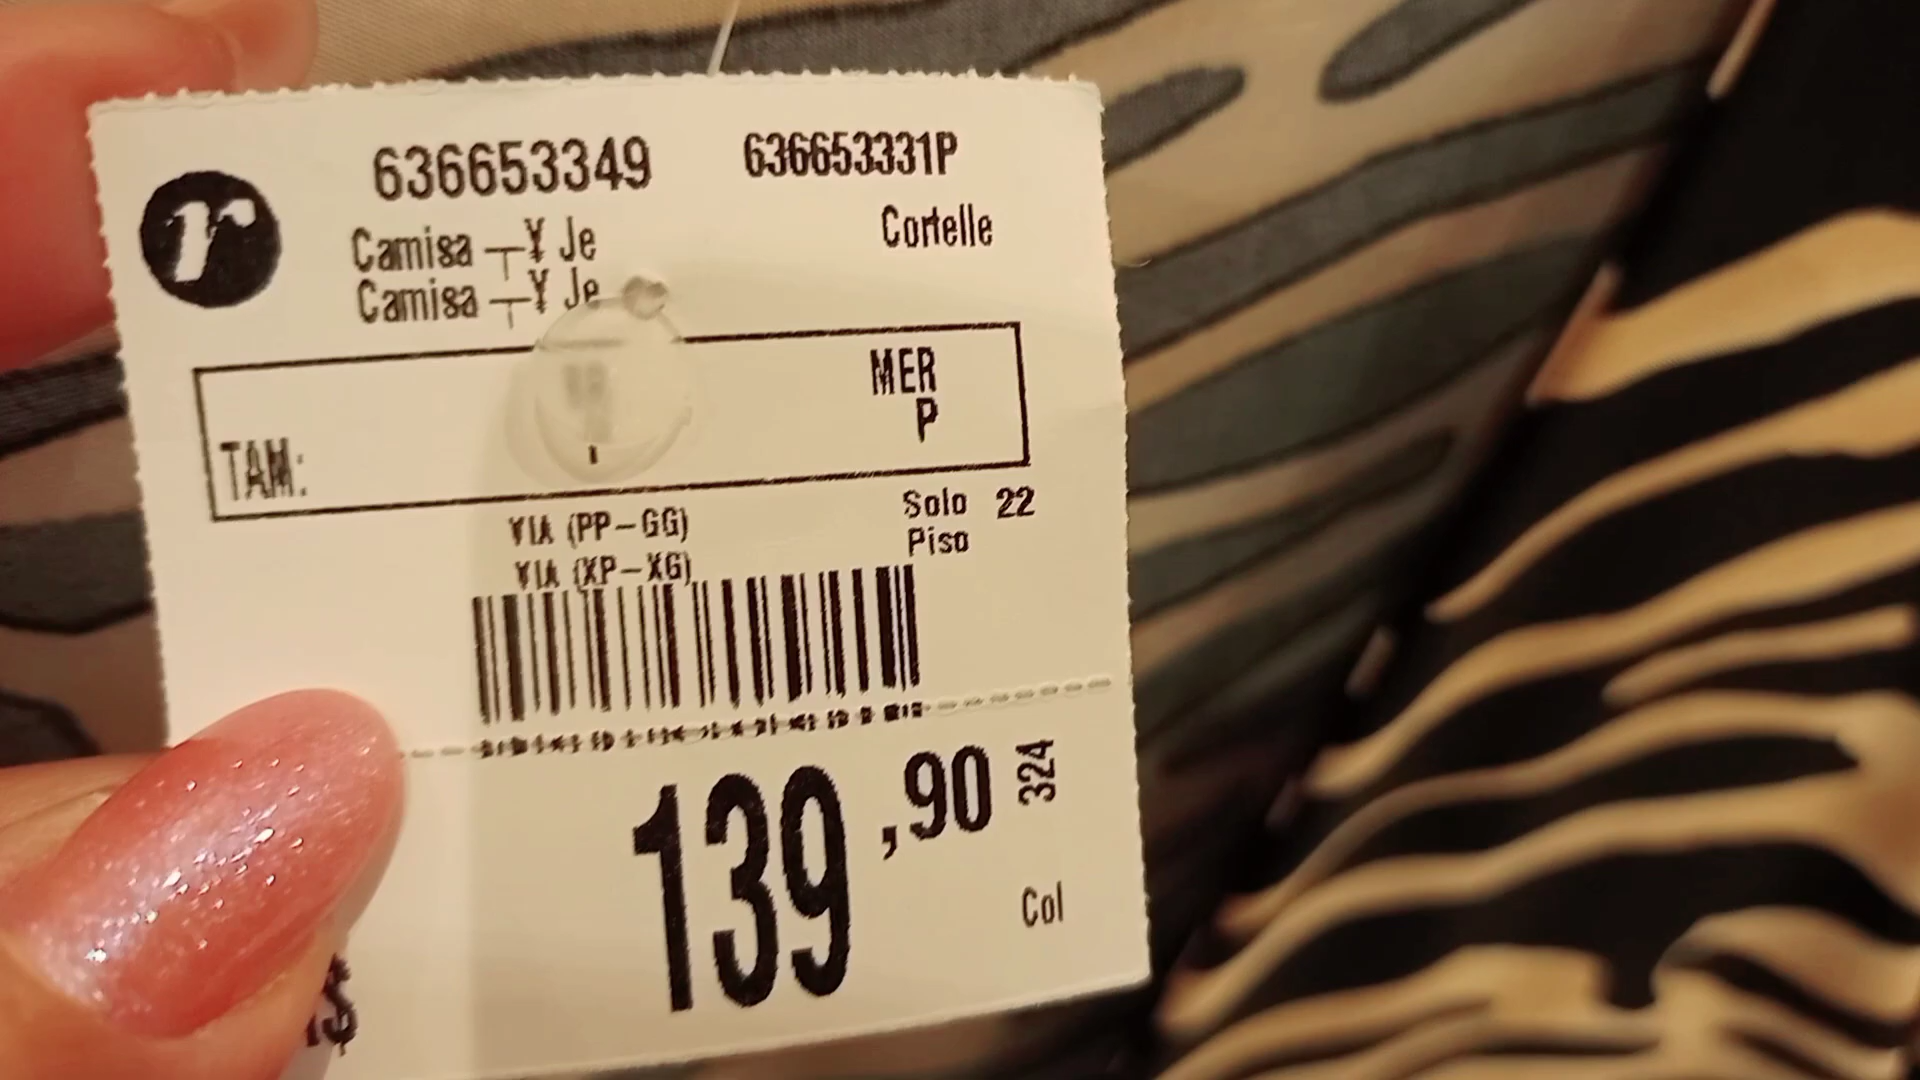 636653349 636653331P
r
Camisa ┬¥ Je Cortelle
Camisa ┬¥ Je
MER
P
TAM:
VIA (PP-GG) Solo 22
VIA (XP-XG) Piso
139,90 324
Col
$